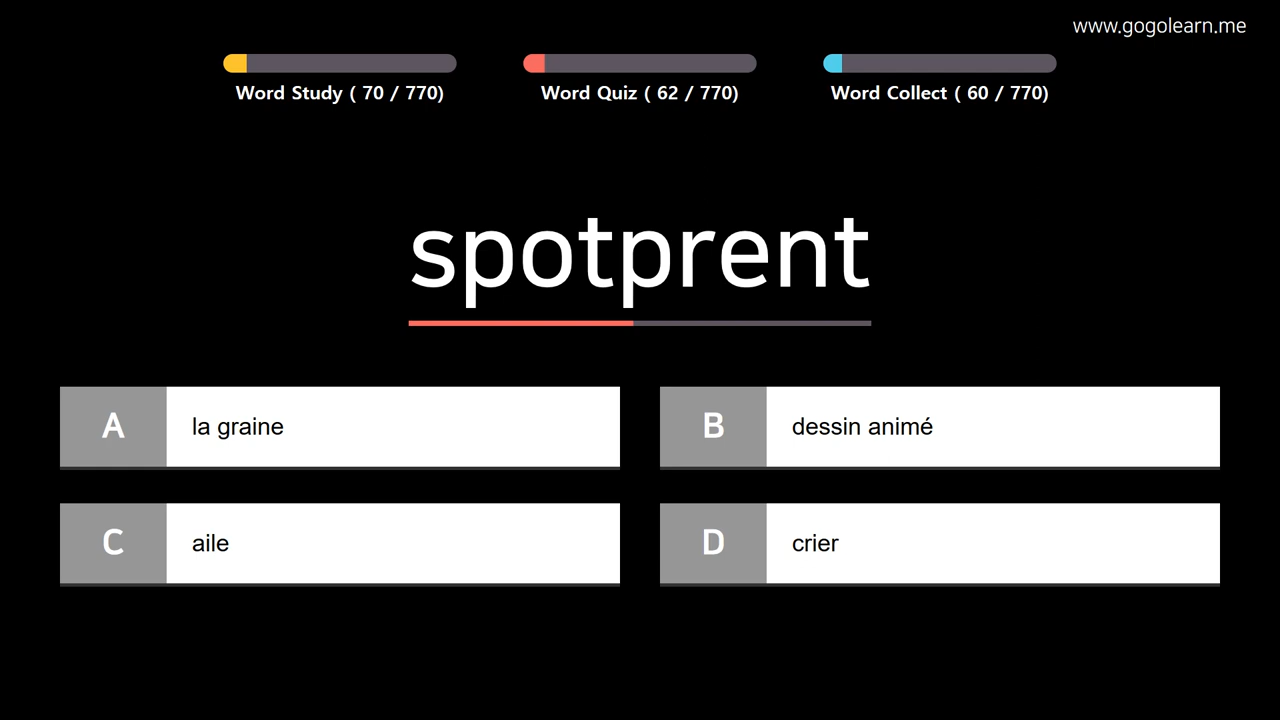 www.gogolearn.me
Word Study ( 70 / 770)
Word Quiz ( 62 / 770)
Word Collect ( 60 / 770)
spotprent
A
la graine
B
dessin animé
C
aile
D
crier